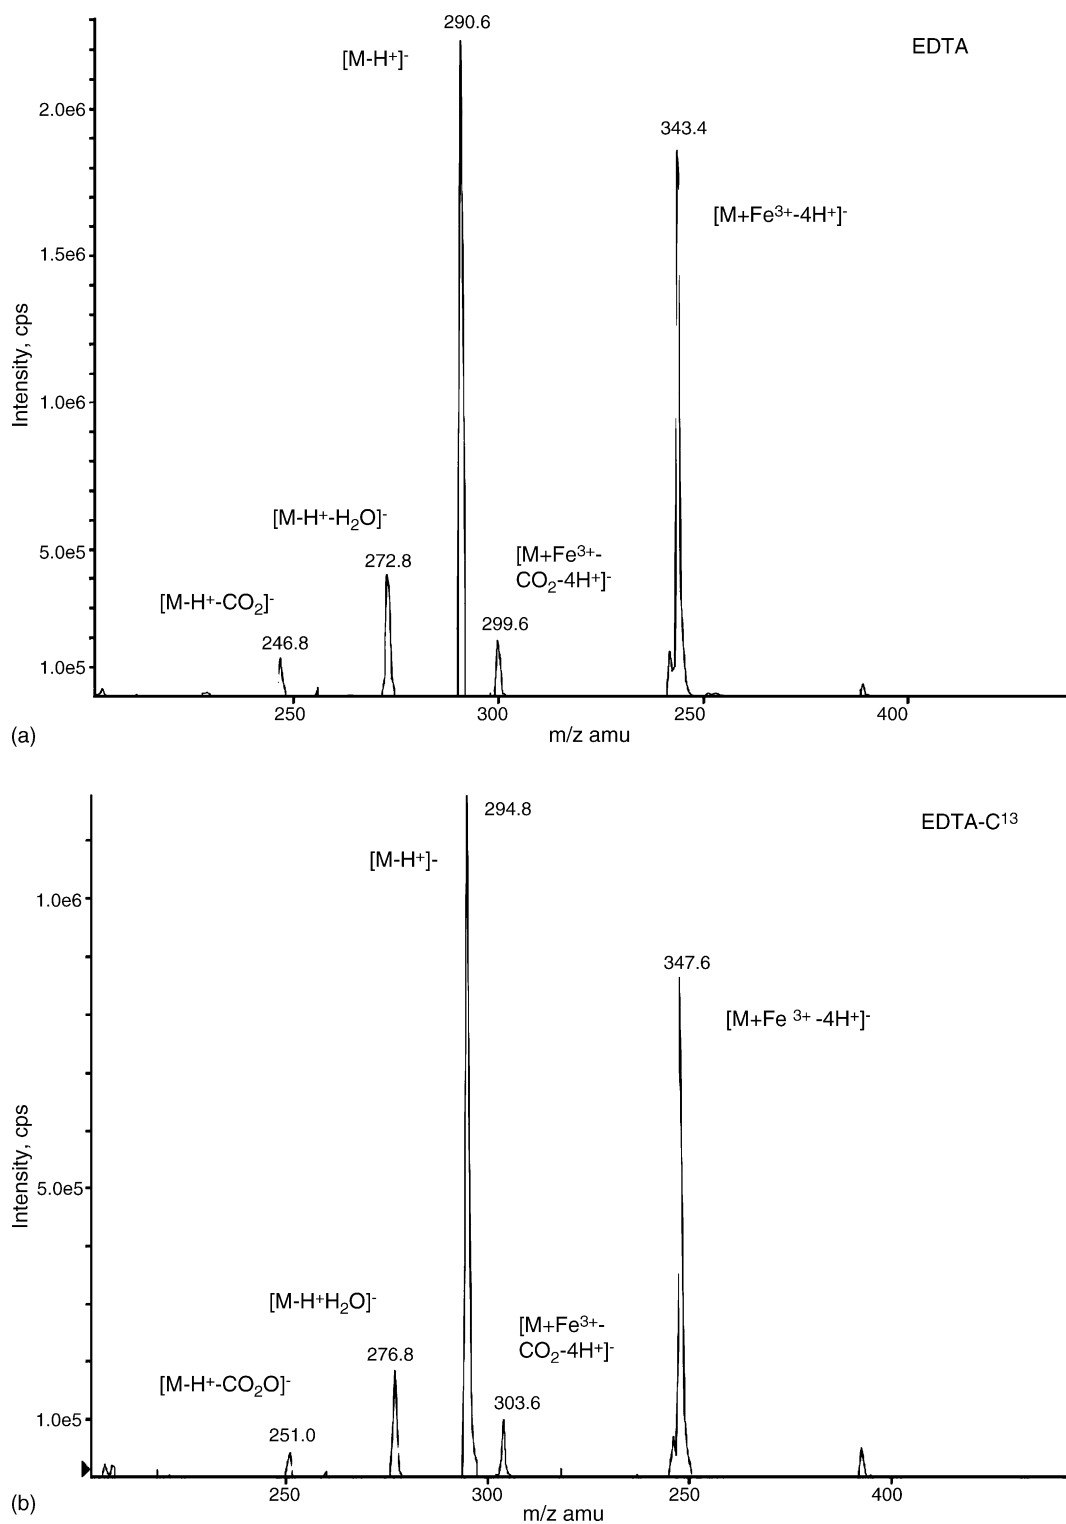 290.6
[M-H⁺]⁻
EDTA
2.0e6
343.4
[M+Fe³⁺-4H⁺]⁻
1.5e6
Intensity, cps
1.0e6
[M-H⁺-H₂O]⁻
5.0e5
272.8
[M+Fe³⁺-
CO₂-4H⁺]⁻
[M-H⁺-CO₂]⁻
299.6
246.8
1.0e5
250 300 250 400
(a)
m/z amu
294.8
EDTA-C¹³
[M-H⁺]-
1.0e6
347.6
[M+Fe ³⁺ -4H⁺]⁻
Intensity, cps
5.0e5
[M-H⁺H₂O]⁻
[M+Fe³⁺-
CO₂-4H⁺]⁻
276.8
[M-H⁺-CO₂O]⁻
303.6
1.0e5
251.0
250 300 250 400
(b)
m/z amu